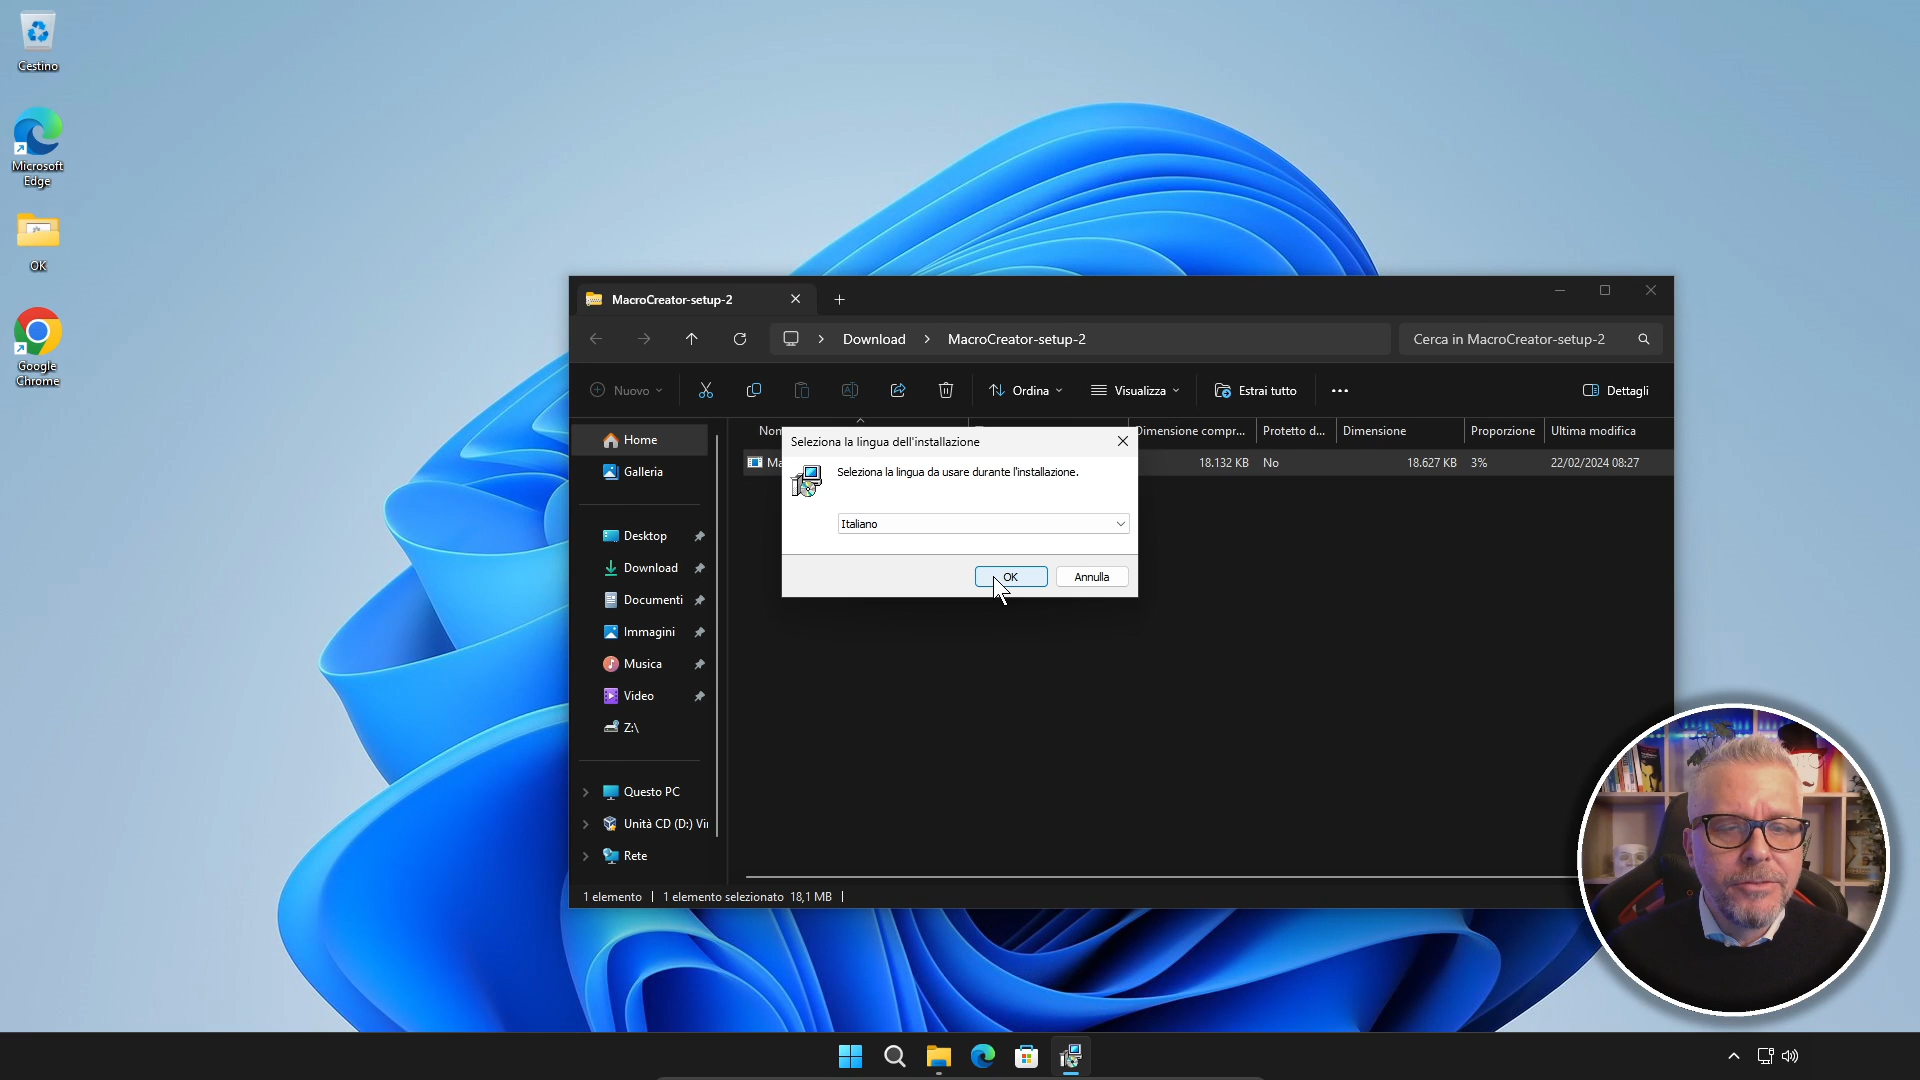 Cestino
Microsoft
Edge
OK
Google
Chrome
MacroCreator-setup-2
Download
MacroCreator-setup-2
Cerca in MacroCreator-setup-2
Nuovo
Ordina
Visualizza
Estrai tutto
Dettagli
Home
Galleria
Desktop
Download
Documenti
Immagini
Musica
Video
Z:\
Questo PC
Unità CD (D:) Vi
Rete
Nom
Dimensione compr...
Protetto d...
Dimensione
Proporzione
Ultima modifica
Ma
18.132 KB
No
18.627 KB
3%
22/02/2024 08:27
Seleziona la lingua dell'installazione
Seleziona la lingua da usare durante l'installazione.
Italiano
OK
Annulla
1 elemento
1 elemento selezionato 18,1 MB